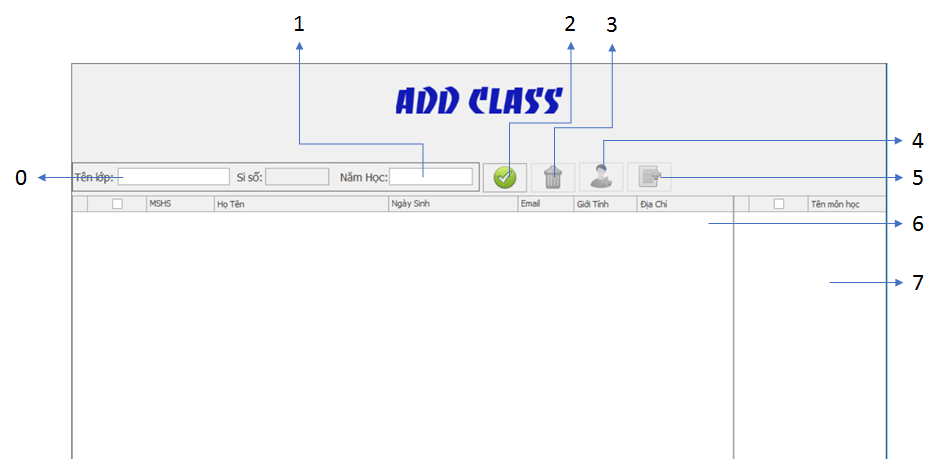 1 2 3
ADD CLASS
4
0 Tên lớp: Si số: Năm Học: 5
MSHS Họ Tên Ngày Sinh Email Giới Tính Địa Chỉ Tên môn học
6
7